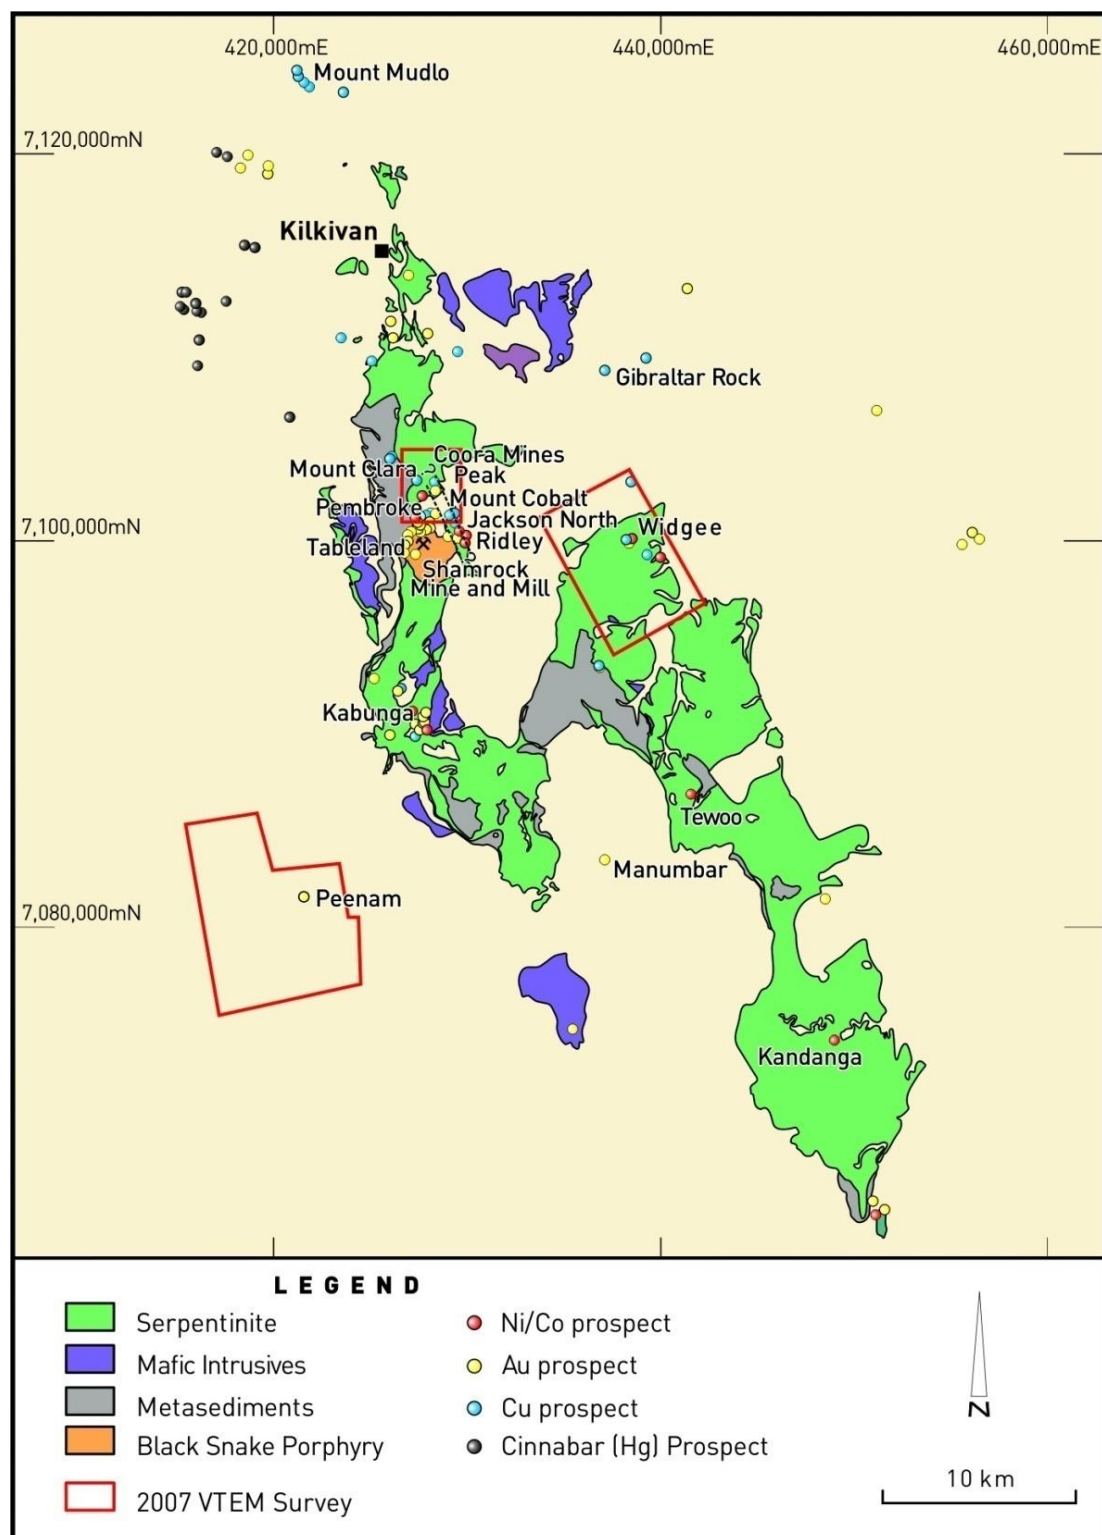 420,000mE
440,000mE
460,000mE
Mount Mudlo
7,120,000mN
Kilkivan
Gibraltar Rock
Coora Mines
Mount Clara
Peak
Mount Cobalt
Pembroke
Jackson North
7,100,000mN
Widgee
Tableland
Ridley
Shamrock
Mine and Mill
Kabunga
Tewoo
Manumbar
Peenam
7,080,000mN
Kandanga
LEGEND
Serpentinite
Ni/Co prospect
Mafic Intrusives
Au prospect
Metasediments
Cu prospect
N
Black Snake Porphyry
Cinnabar (Hg) Prospect
10 km
2007 VTEM Survey